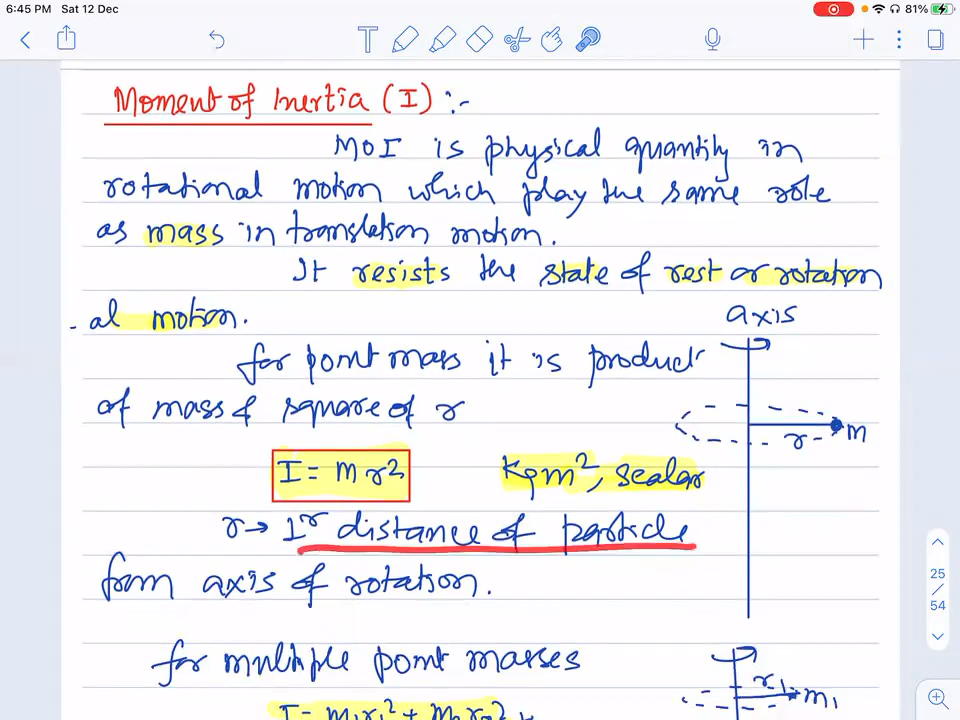 6:45 PM Sat 12 Dec 81%
Moment of Inertia (I) :-
MOI is physical quantity in
rotational motion which play the same role
as mass in translation motion.
It resists the state of rest or rotation
-al motion.
axis
for point mass it is product
of mass & square of r
m
r
I = mr²
Kgm², scalar
r → ⊥r distance of particle
from axis of rotation.
25
/
54
for multiple point masses
r1
m1
I = m1r1² + m2r2² +